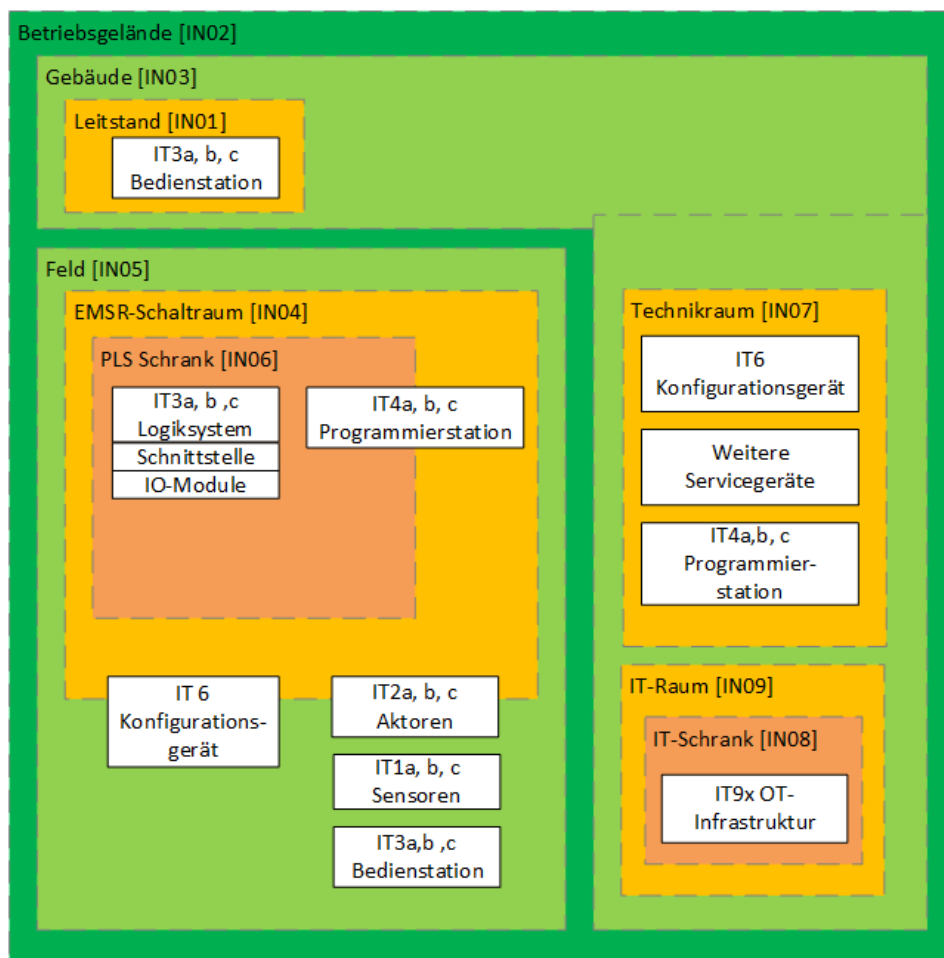 Betriebsgelände [IN02]
Gebäude [IN03]
Leitstand [IN01]
IT3a, b, c
Bedienstation
Feld [IN05]
EMSR-Schaltraum [IN04]
PLS Schrank [IN06]
IT3a, b ,c
Logiksystem
Schnittstelle
IO-Module
IT4a, b, c
Programmierstation
IT 6
Konfigurations-
gerät
IT2a, b, c
Aktoren
IT1a, b, c
Sensoren
IT3a,b ,c
Bedienstation
Technikraum [IN07]
IT6
Konfigurationsgerät
Weitere
Servicegeräte
IT4a,b, c
Programmier-
station
IT-Raum [IN09]
IT-Schrank [IN08]
IT9x OT-
Infrastruktur